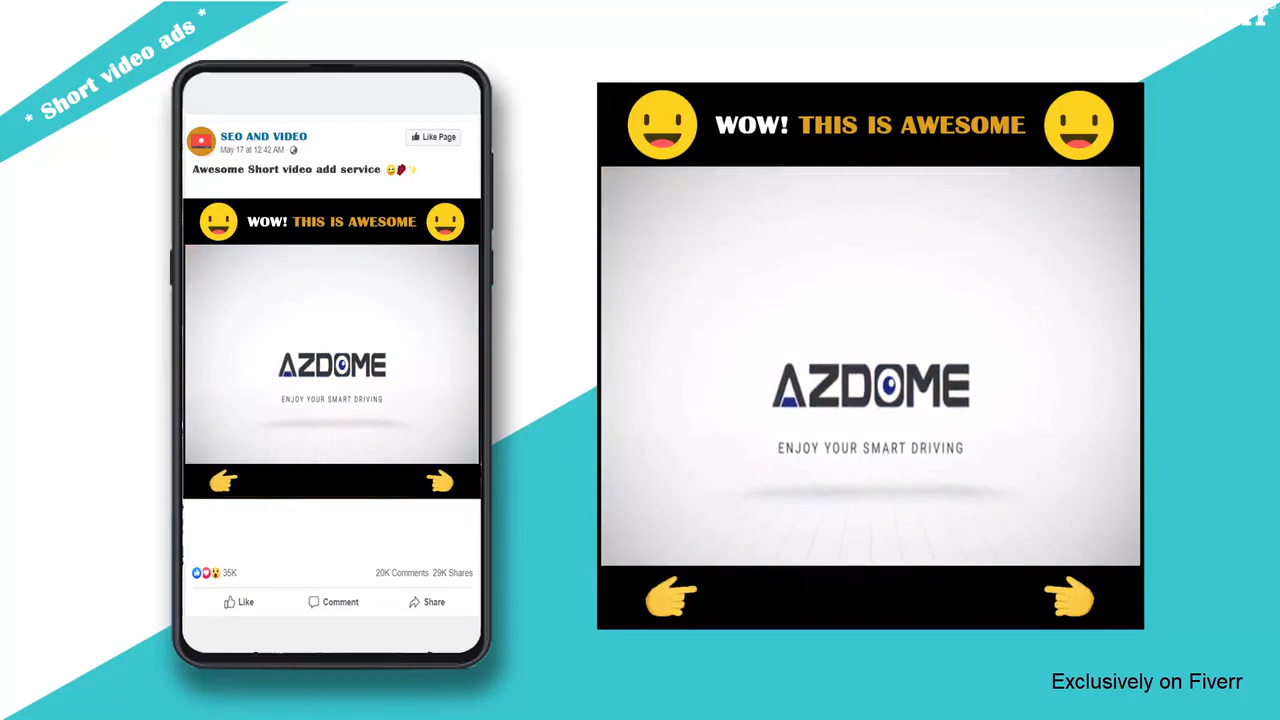 * Short video ads *
SEO AND VIDEO
May 17 at 12:42 AM
Like Page
Awesome Short video add service
WOW! THIS IS AWESOME
AZDOME
ENJOY YOUR SMART DRIVING
35K
20K Comments 29K Shares
Like
Comment
Share
WOW! THIS IS AWESOME
AZDOME
ENJOY YOUR SMART DRIVING
Exclusively on Fiverr